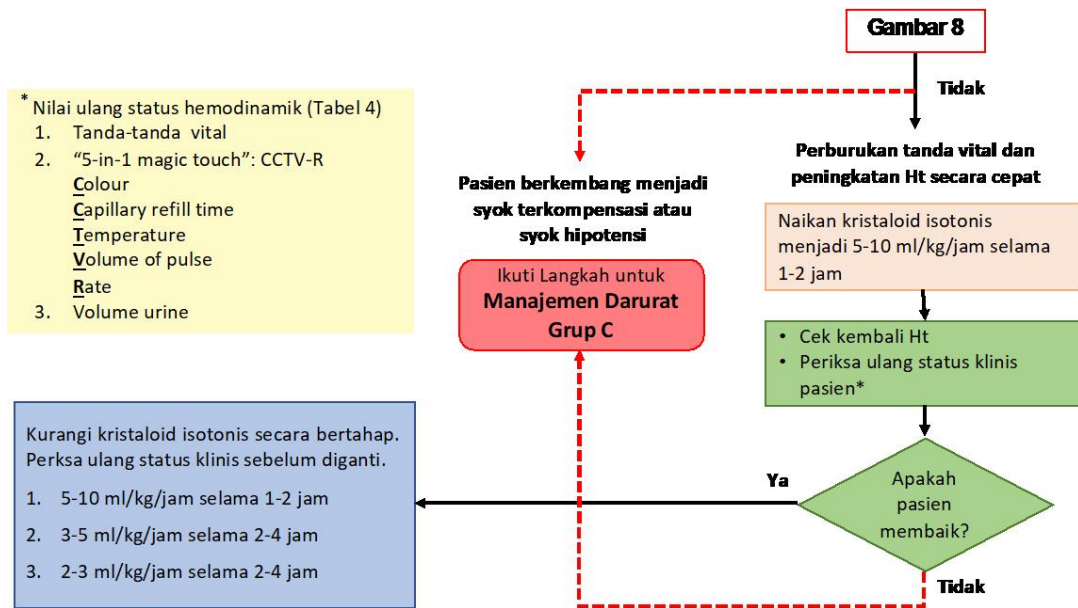 Gambar 8
Tidak
* Nilai ulang status hemodinamik (Tabel 4)
1. Tanda-tanda vital
2. “5-in-1 magic touch”: CCTV-R
Colour
Capillary refill time
Temperature
Volume of pulse
Rate
3. Volume urine
Pasien berkembang menjadi
syok terkompensasi atau
syok hipotensi
Ikuti Langkah untuk
Manajemen Darurat
Grup C
Perburukan tanda vital dan
peningkatan Ht secara cepat
Naikan kristaloid isotonis
menjadi 5-10 ml/kg/jam selama
1-2 jam
• Cek kembali Ht
• Periksa ulang status klinis
pasien*
Apakah
pasien
membaik?
Ya
Tidak
Kurangi kristaloid isotonis secara bertahap.
Perksa ulang status klinis sebelum diganti.
1. 5-10 ml/kg/jam selama 1-2 jam
2. 3-5 ml/kg/jam selama 2-4 jam
3. 2-3 ml/kg/jam selama 2-4 jam